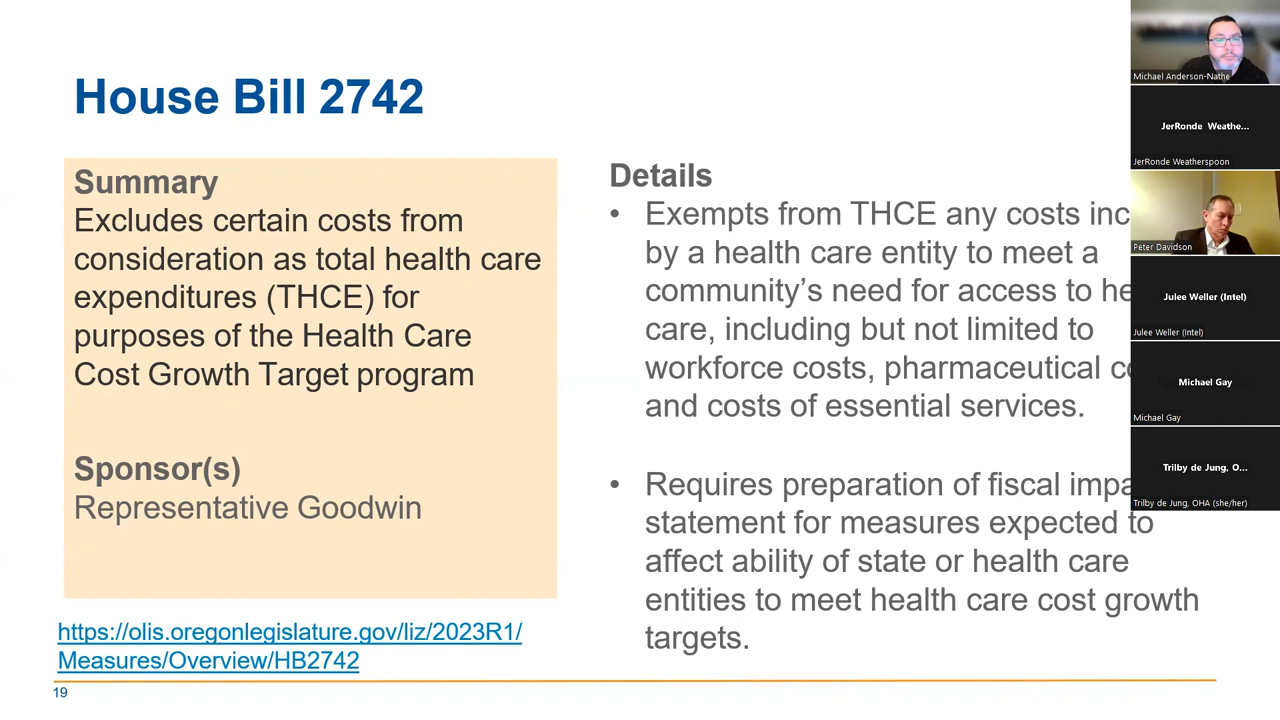 House Bill 2742
Summary
Excludes certain costs from
consideration as total health care
expenditures (THCE) for
purposes of the Health Care
Cost Growth Target program
Sponsor(s)
Representative Goodwin
https://olis.oregonlegislature.gov/liz/2023R1/
Measures/Overview/HB2742
19
Details
• Exempts from THCE any costs inc
by a health care entity to meet a
community’s need for access to he
care, including but not limited to
workforce costs, pharmaceutical co
and costs of essential services.
• Requires preparation of fiscal impa
statement for measures expected to
affect ability of state or health care
entities to meet health care cost growth
targets.
Michael Anderson-Nathe
JerRonde Weathe...
JerRonde Weatherspoon
Peter Davidson
Julee Weller (Intel)
Julee Weller (Intel)
Michael Gay
Michael Gay
Trilby de Jung, O...
Trilby de Jung, OHA (she/her)